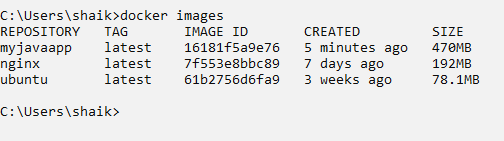 C:\Users\shaik>docker images
REPOSITORY TAG IMAGE ID CREATED SIZE
myjavaapp latest 16181f5a9e76 5 minutes ago 470MB
nginx latest 7f553e8bbc89 7 days ago 192MB
ubuntu latest 61b2756d6fa9 3 weeks ago 78.1MB
C:\Users\shaik>